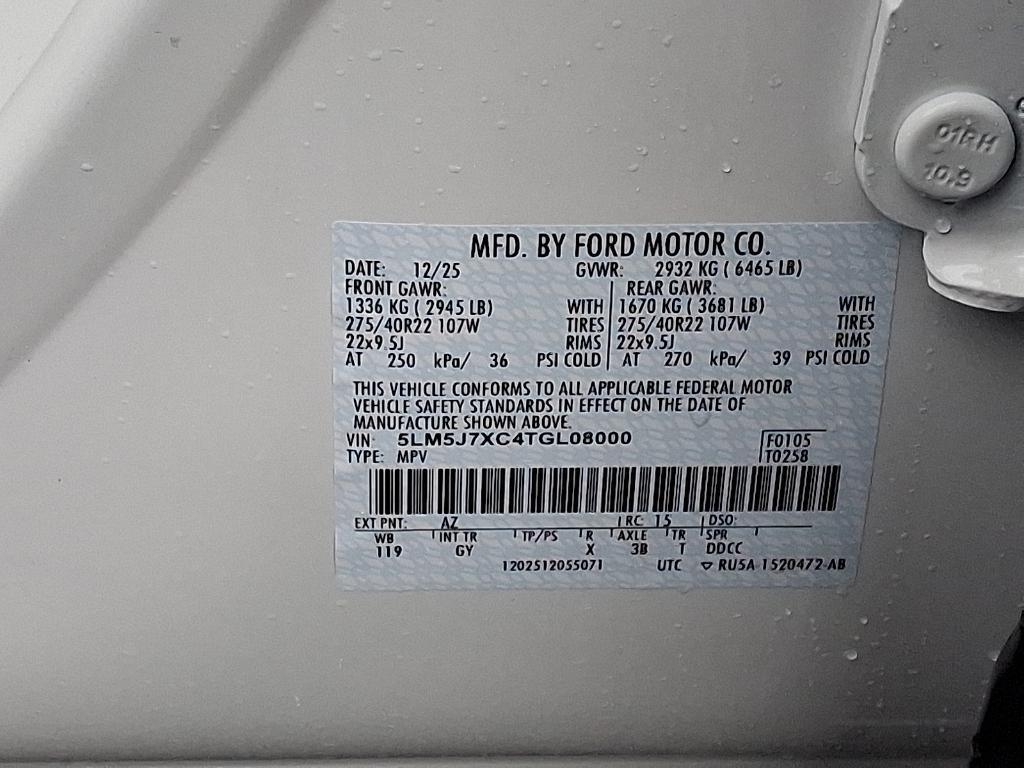 01RH
10.9
MFD. BY FORD MOTOR CO.
DATE: 12/25 GVWR: 2932 KG ( 6465 LB)
FRONT GAWR: REAR GAWR:
1336 KG ( 2945 LB) WITH 1670 KG ( 3681 LB) WITH
275/40R22 107W TIRES 275/40R22 107W TIRES
22x9.5J RIMS 22x9.5J RIMS
AT 250 kPa/ 36 PSI COLD AT 270 kPa/ 39 PSI COLD
THIS VEHICLE CONFORMS TO ALL APPLICABLE FEDERAL MOTOR
VEHICLE SAFETY STANDARDS IN EFFECT ON THE DATE OF
MANUFACTURE SHOWN ABOVE.
VIN: 5LM5J7XC4TGL08000 F0105
TYPE: MPV T0258
EXT PNT: AZ RC: 15 DSO:
WB INT TR TP/PS R AXLE TR SPR
119 GY X 3B T DDCC
1202512055071 UTC ▽ RU5A 1520472-AB